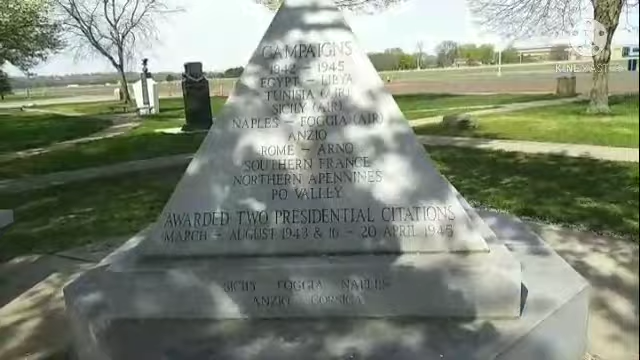 CAMPAIGNS
1942 - 1945
EGYPT - LIBYA
TUNISIA (AIR)
SICILY (AIR)
NAPLES - FOGGIA (AIR)
ANZIO
ROME - ARNO
SOUTHERN FRANCE
NORTHERN APENNINES
PO VALLEY
AWARDED TWO PRESIDENTIAL CITATIONS
MARCH - AUGUST 1943 & 16 - 20 APRIL 1945
SICILY FOGGIA NAPLES
ANZIO CORSICA
KINEMASTER